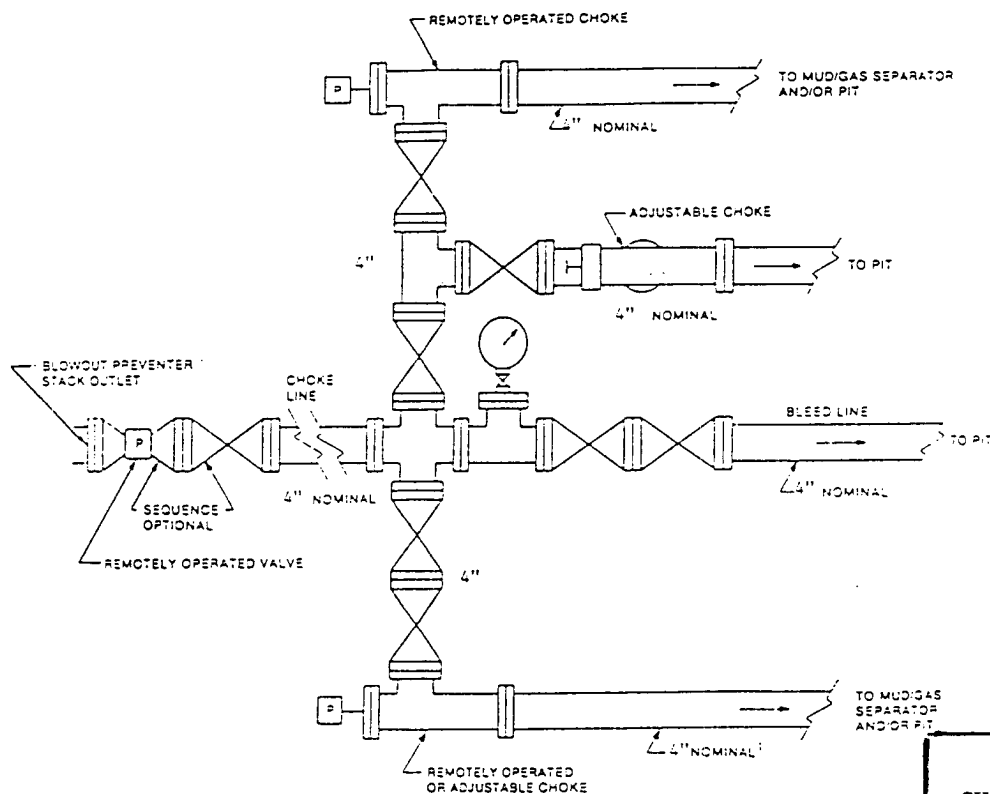 REMOTELY OPERATED CHOKE
P
TO MUD/GAS SEPARATOR
AND/OR PIT
4" NOMINAL
ADJUSTABLE CHOKE
4"
TO PIT
4" NOMINAL
BLOWOUT PREVENTER
STACK OUTLET
CHOKE
LINE
BLEED LINE
P
TO PIT
4" NOMINAL
4" NOMINAL
SEQUENCE
OPTIONAL
REMOTELY OPERATED VALVE
4"
P
TO MUD/GAS
SEPARATOR
AND/OR PIT
4" NOMINAL
REMOTELY OPERATED
OR ADJUSTABLE CHOKE